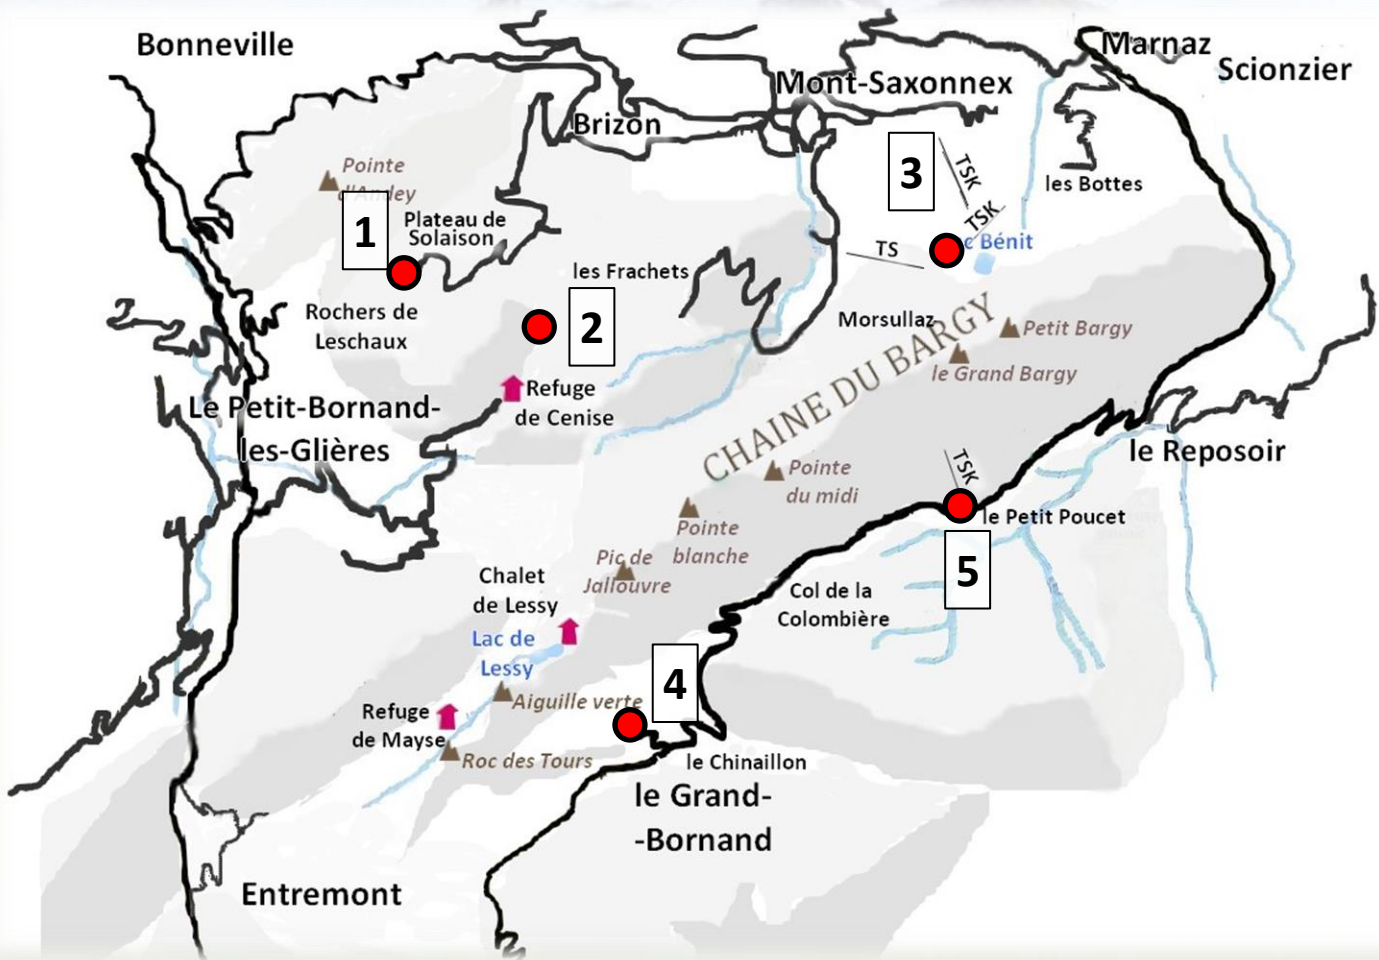 Bonneville
Marnaz
Scionzier
Mont-Saxonnex
Brizon
Pointe
d'Andey
1
Plateau de
Solaison
3
TSK
TSK
les Bottes
TS
c Bénit
les Frachets
Rochers de
Leschaux
2
Morsullaz
CHAINE DU BARGY
Petit Bargy
le Grand Bargy
Refuge
de Cenise
Le Petit-Bornand-
les-Glières
le Reposoir
Pointe
du midi
TSK
le Petit Poucet
Pointe
blanche
Pic de
Jallouvre
5
Chalet
de Lessy
Col de la
Colombière
Lac de
Lessy
4
Aiguille verte
Refuge
de Mayse
Roc des Tours
le Chinaillon
le Grand-
-Bornand
Entremont